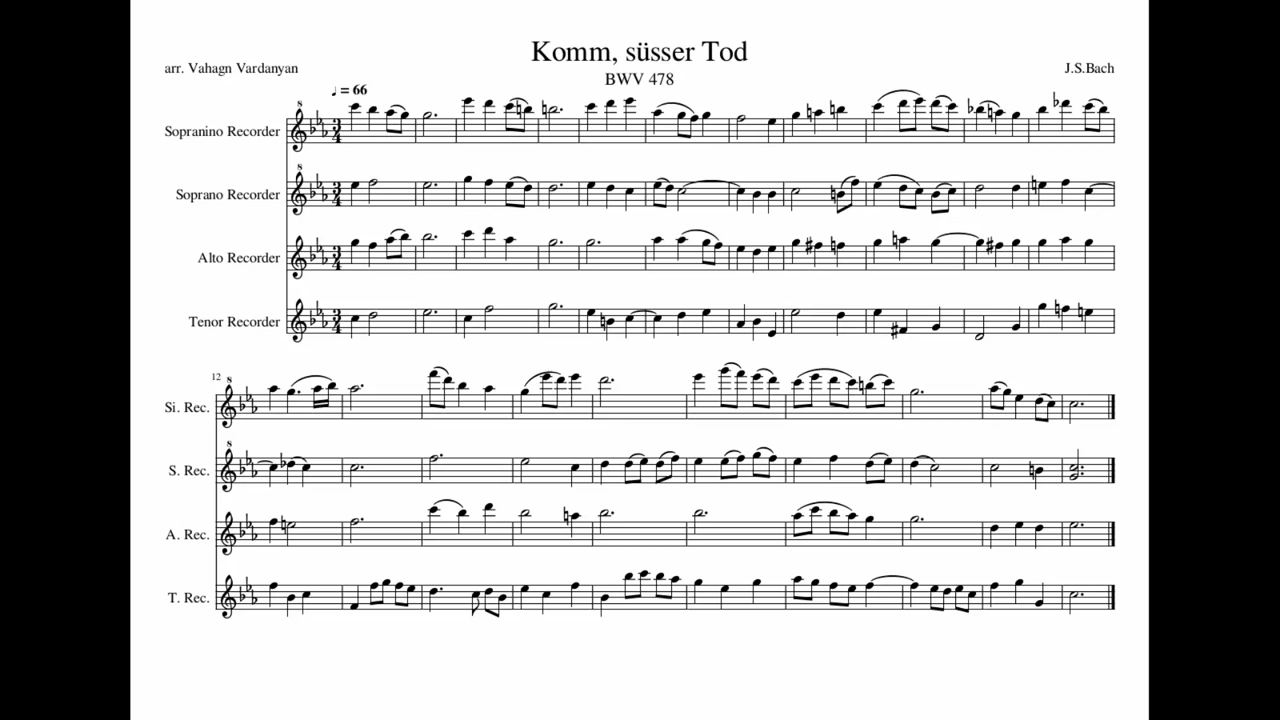 Komm, süsser Tod
BWV 478
arr. Vahagn Vardanyan
J.S.Bach
♩ = 66
Sopranino Recorder
Soprano Recorder
Alto Recorder
Tenor Recorder
12
Si. Rec.
S. Rec.
A. Rec.
T. Rec.